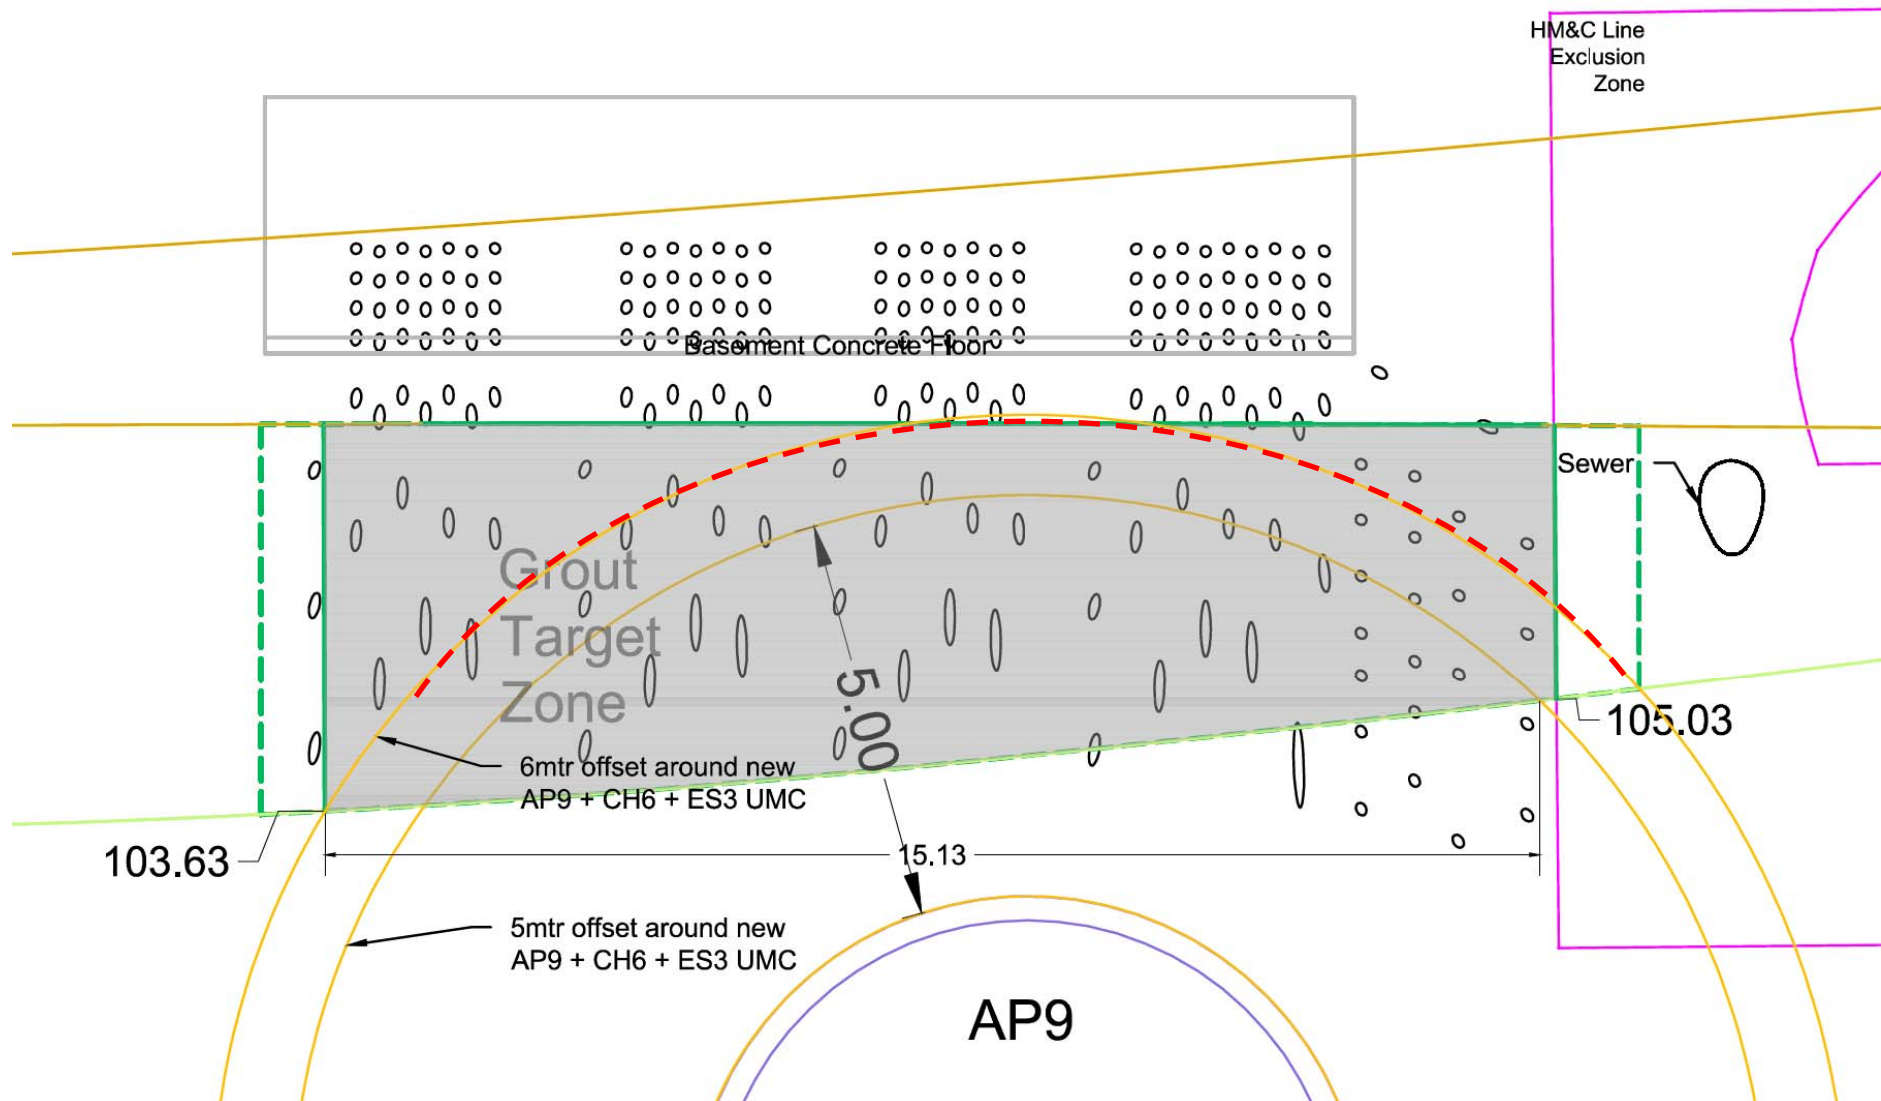 HM&C Line
Exclusion
Zone
Basement Concrete Floor
Sewer
Grout
Target
Zone
5.00
105.03
6mtr offset around new
AP9 + CH6 + ES3 UMC
103.63
15.13
5mtr offset around new
AP9 + CH6 + ES3 UMC
AP9